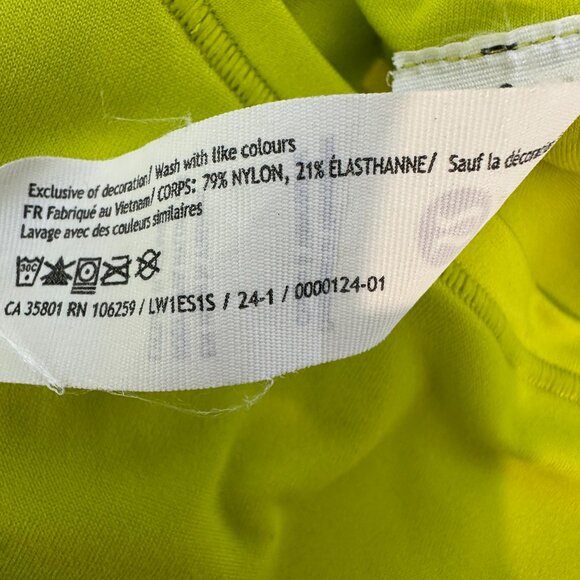 Exclusive of decoration/ Wash with like colours
FR Fabriqué au Vietnam/ CORPS: 79% NYLON, 21% ÉLASTHANNE/ Sauf la
Lavage avec des couleurs similaires
30C
CA 35801 RN 106259 / LW1ES1S / 24-1 / 0000124-01